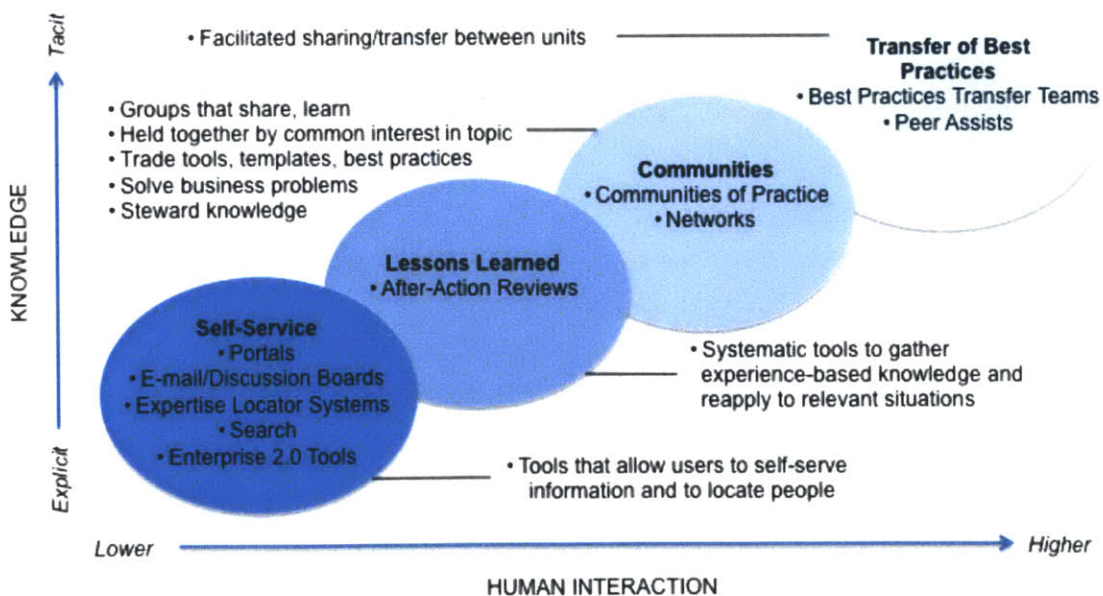 Tacit
• Facilitated sharing/transfer between units
Transfer of Best
Practices
• Best Practices Transfer Teams
• Peer Assists
• Groups that share, learn
• Held together by common interest in topic
• Trade tools, templates, best practices
• Solve business problems
• Steward knowledge
Communities
• Communities of Practice
• Networks
KNOWLEDGE
Lessons Learned
• After-Action Reviews
Self-Service
• Portals
• E-mail/Discussion Boards
• Expertise Locator Systems
• Search
• Enterprise 2.0 Tools
• Systematic tools to gather
experience-based knowledge and
reapply to relevant situations
Explicit
• Tools that allow users to self-serve
information and to locate people
Lower
Higher
HUMAN INTERACTION